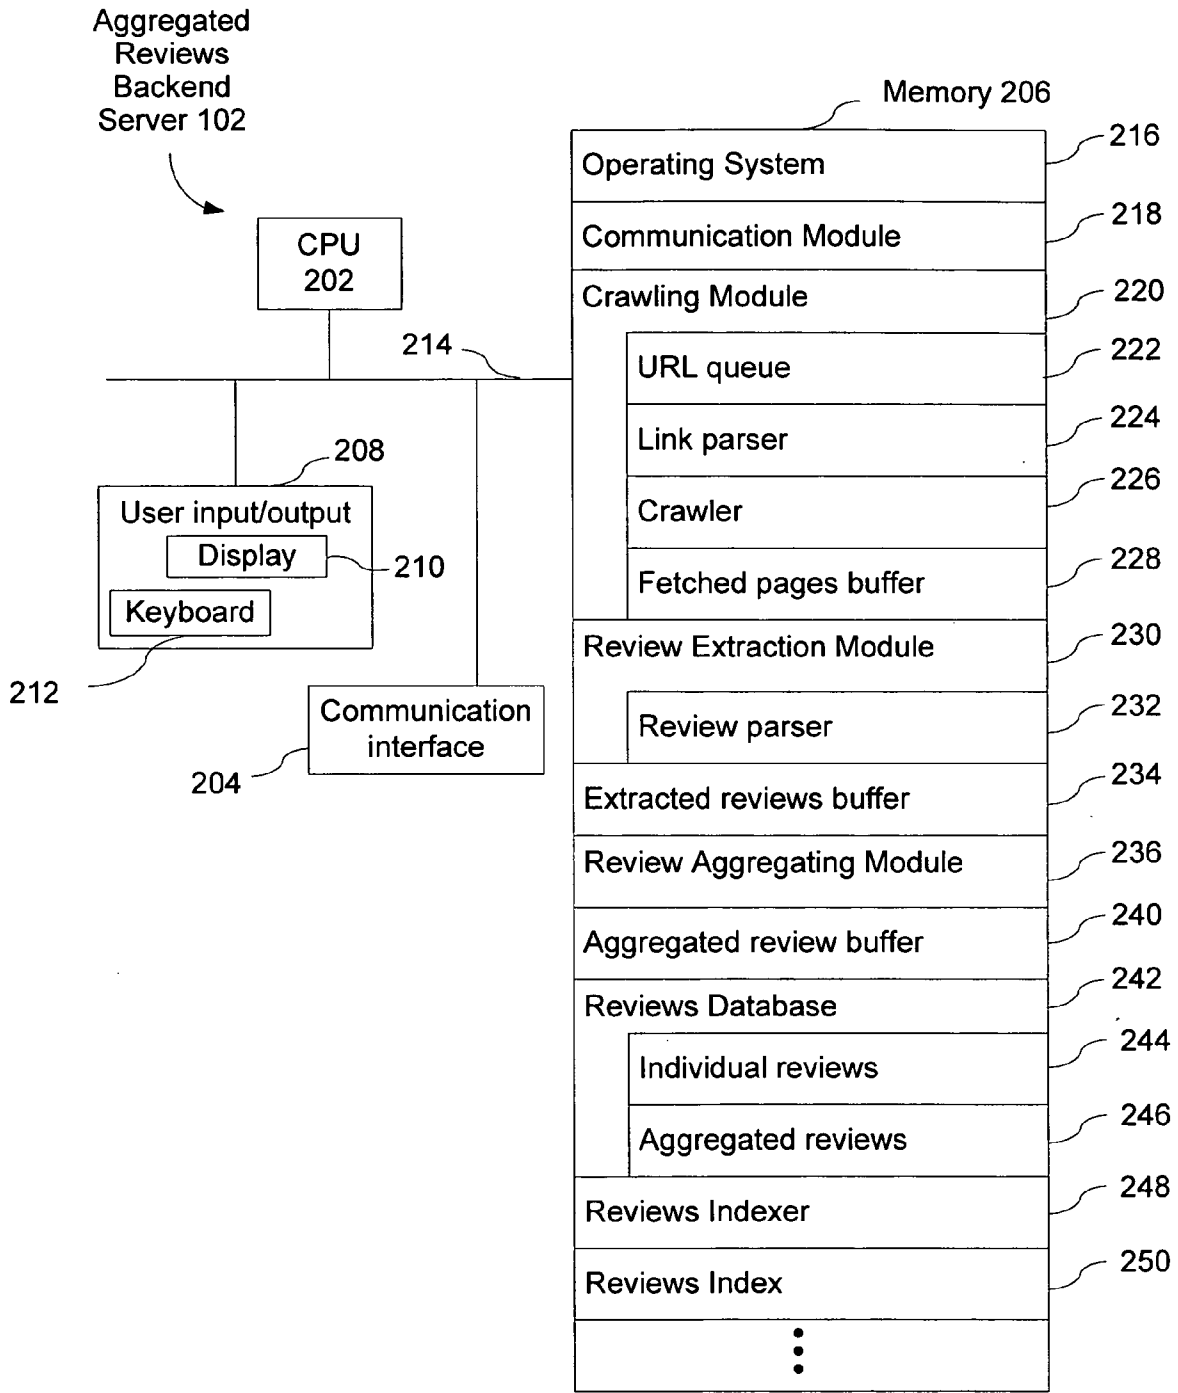 Aggregated
Reviews
Backend
Server 102
Memory 206
Operating System
216
Communication Module
218
CPU
202
Crawling Module
220
214
URL queue
222
Link parser
224
208
User input/output
Crawler
226
Display
210
Fetched pages buffer
228
Keyboard
212
Review Extraction Module
230
Communication
interface
204
Review parser
232
Extracted reviews buffer
234
Review Aggregating Module
236
Aggregated review buffer
240
Reviews Database
242
Individual reviews
244
Aggregated reviews
246
Reviews Indexer
248
Reviews Index
250